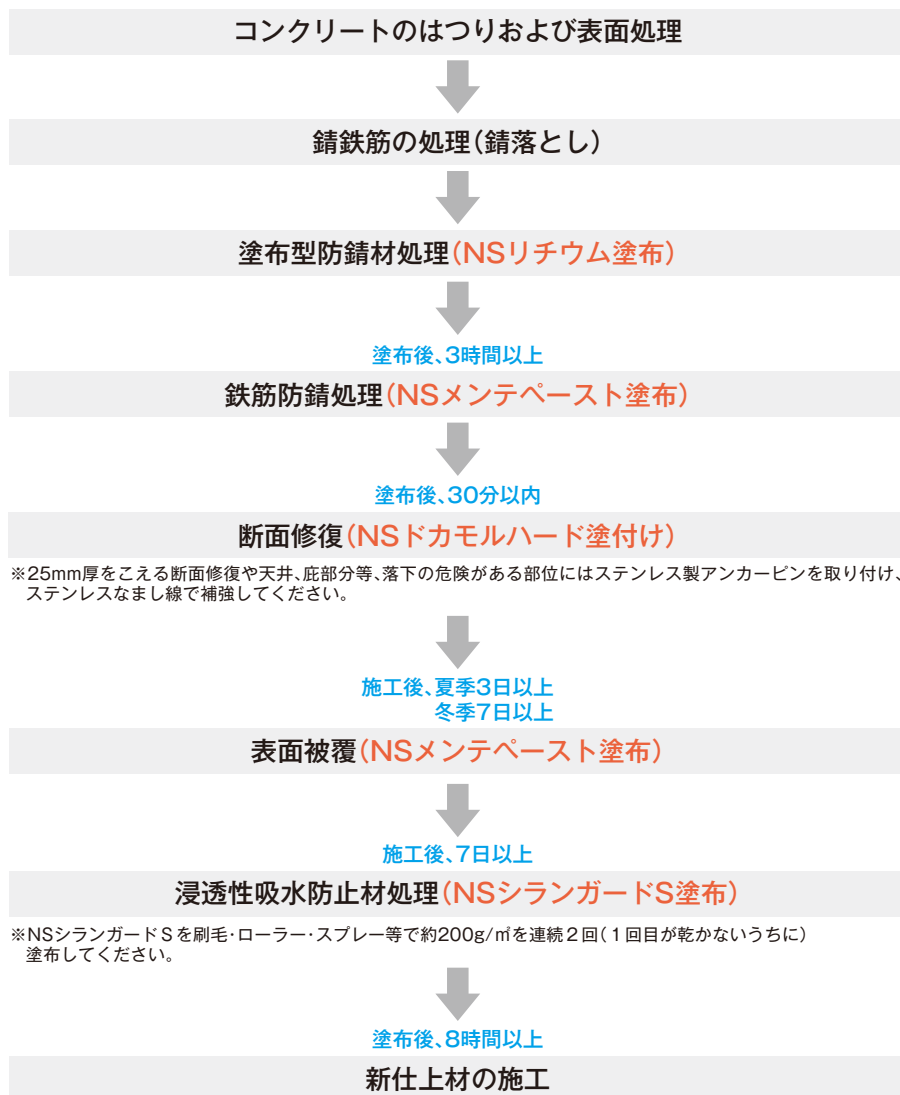 コンクリートのはつりおよび表面処理
錆鉄筋の処理(錆落とし)
塗布型防錆材処理(NSリチウム塗布)
塗布後、3時間以上
鉄筋防錆処理(NSメンテペースト塗布)
塗布後、30分以内
断面修復(NSドカモルハード塗付け)
※25mm厚をこえる断面修復や天井、庇部分等、落下の危険がある部位にはステンレス製アンカーピンを取り付け、
ステンレスなまし線で補強してください。
施工後、夏季3日以上
冬季7日以上
表面被覆(NSメンテペースト塗布)
施工後、7日以上
浸透性吸水防止材処理(NSシランガードS塗布)
※NSシランガードSを刷毛・ローラー・スプレー等で約200g/㎡を連続2回(1回目が乾かないうちに)
塗布してください。
塗布後、8時間以上
新仕上材の施工